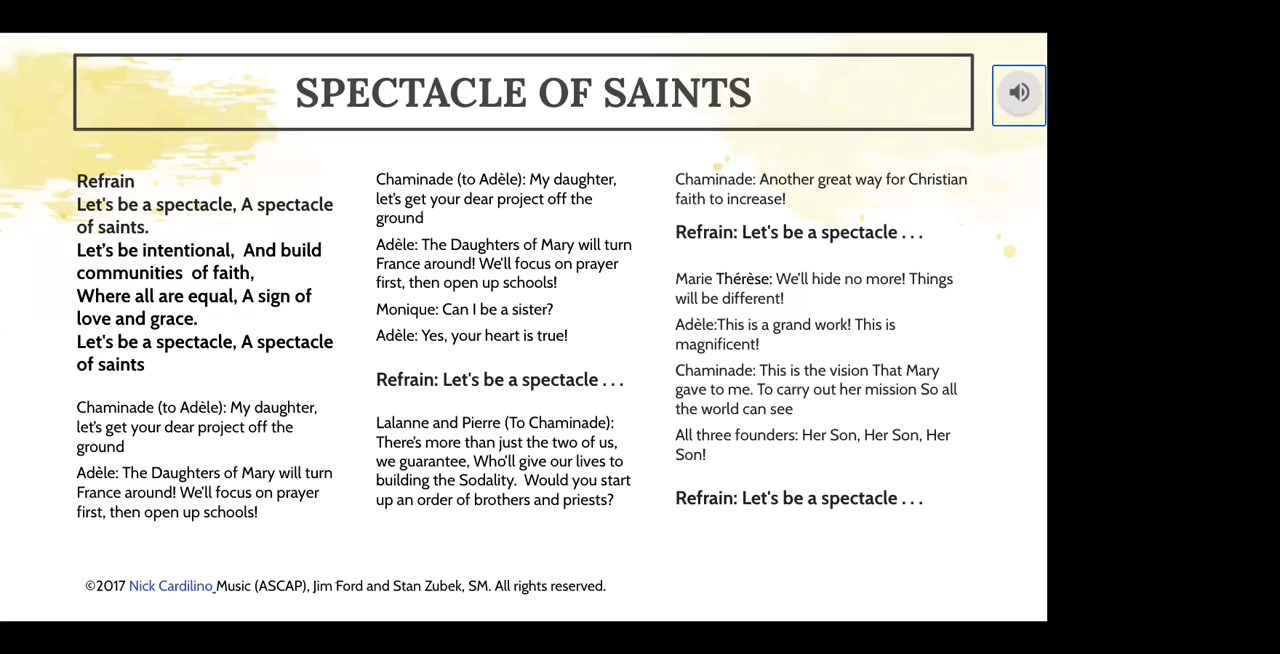 SPECTACLE OF SAINTS
Refrain
Let's be a spectacle, A spectacle
of saints.
Let's be intentional,  And build
communities  of faith,
Where all are equal, A sign of
love and grace.
Let's be a spectacle, A spectacle
of saints
Chaminade (to Adèle): My daughter,
let's get your dear project off the
ground
Adèle: The Daughters of Mary will turn
France around! We'll focus on prayer
first, then open up schools!
Chaminade (to Adèle): My daughter,
let's get your dear project off the
ground
Adèle: The Daughters of Mary will turn
France around! We'll focus on prayer
first, then open up schools!
Monique: Can I be a sister?
Adèle: Yes, your heart is true!
Refrain: Let's be a spectacle . . .
Lalanne and Pierre (To Chaminade):
There's more than just the two of us,
we guarantee, Who'll give our lives to
building the Sodality.  Would you start
up an order of brothers and priests?
Chaminade: Another great way for Christian
faith to increase!
Refrain: Let's be a spectacle . . .
Marie Thérèse: We'll hide no more! Things
will be different!
Adèle:This is a grand work! This is
magnificent!
Chaminade: This is the vision That Mary
gave to me. To carry out her mission So all
the world can see
All three founders: Her Son, Her Son, Her
Son!
Refrain: Let's be a spectacle . . .
©2017 Nick Cardilino Music (ASCAP), Jim Ford and Stan Zubek, SM. All rights reserved.